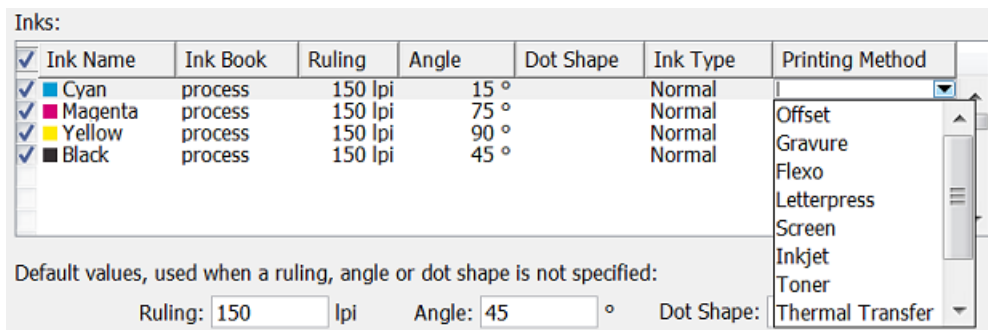 Inks:
Ink Name Ink Book Ruling Angle Dot Shape Ink Type Printing Method
Cyan process 150 lpi 15 ° Normal
Magenta process 150 lpi 75 ° Normal
Yellow process 150 lpi 90 ° Normal
Black process 150 lpi 45 ° Normal
Offset
Gravure
Flexo
Letterpress
Screen
Inkjet
Toner
Thermal Transfer
Default values, used when a ruling, angle or dot shape is not specified:
Ruling: 150 lpi Angle: 45 ° Dot Shape: